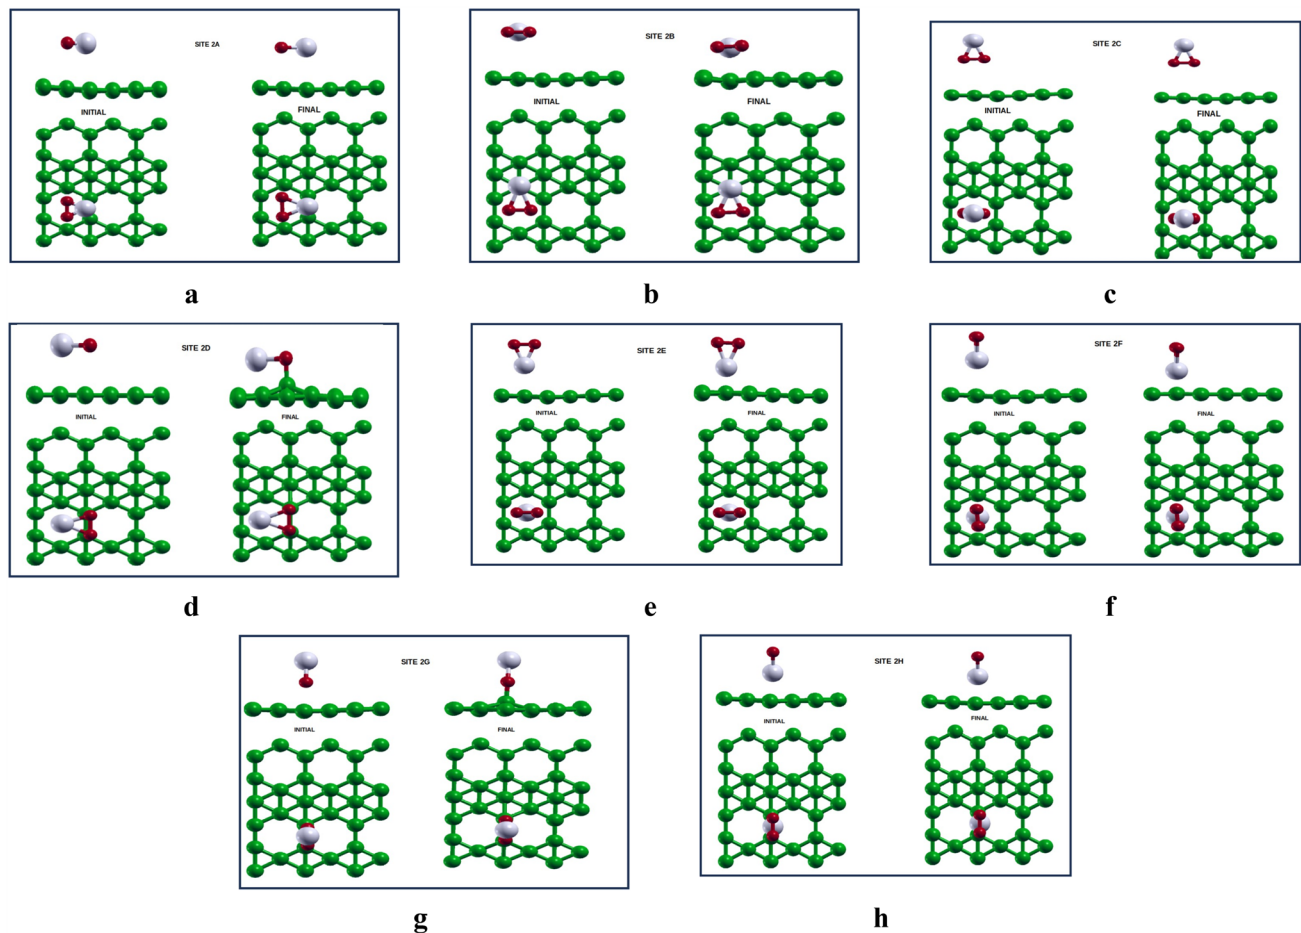 SITE 2A
INITIAL
FINAL
a
SITE 2B
INITIAL
FINAL
b
SITE 2C
INITIAL
FINAL
c
SITE 2D
INITIAL
FINAL
d
SITE 2E
INITIAL
FINAL
e
SITE 2F
INITIAL
FINAL
f
SITE 2G
INITIAL
FINAL
g
SITE 2H
INITIAL
FINAL
h